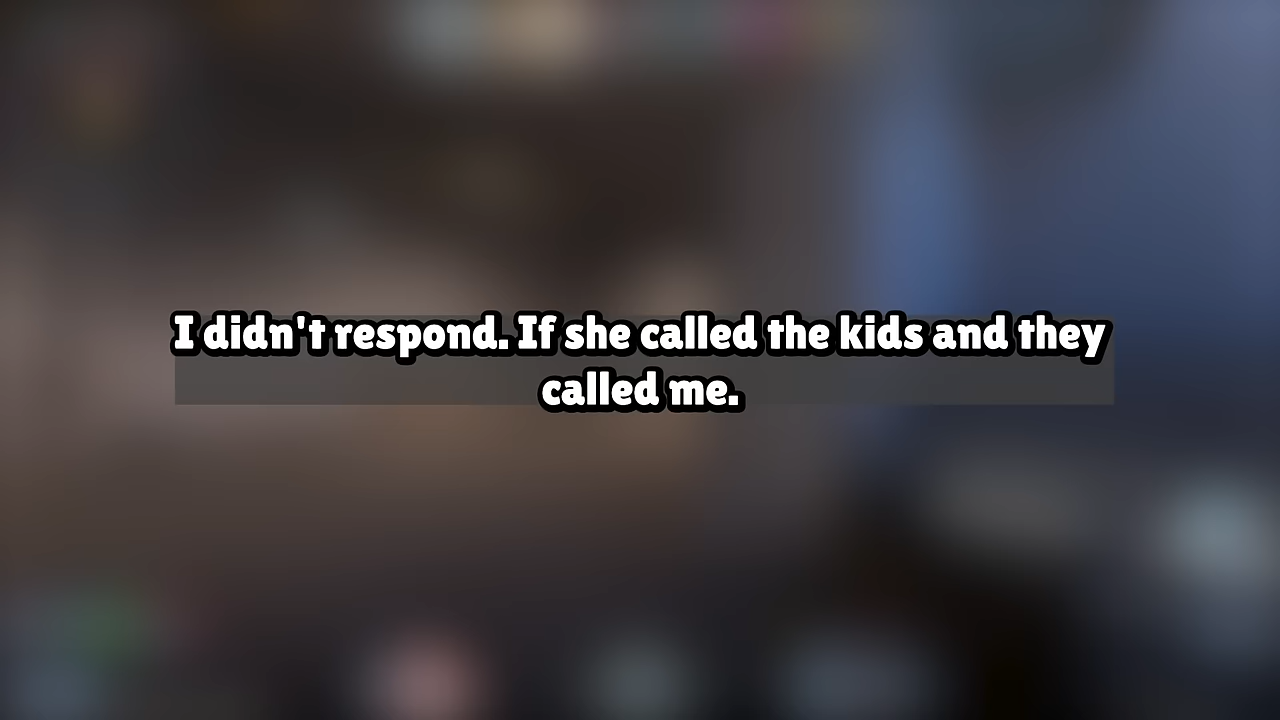 I didn't respond. If she called the kids and they
called me.